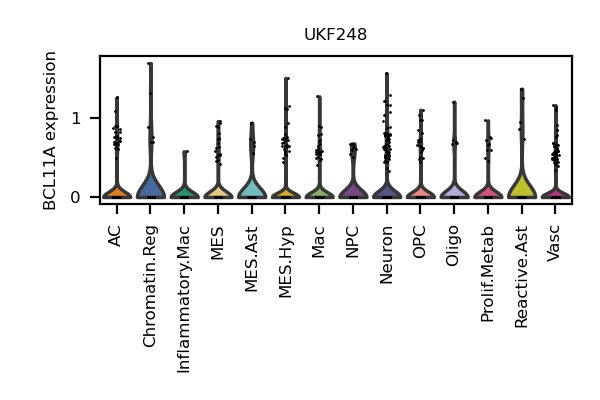 UKF248
BCL11A expression
1
0
AC
Chromatin.Reg
Inflammatory.Mac
MES
MES.Ast
MES.Hyp
Mac
NPC
Neuron
OPC
Oligo
Prolif.Metab
Reactive.Ast
Vasc